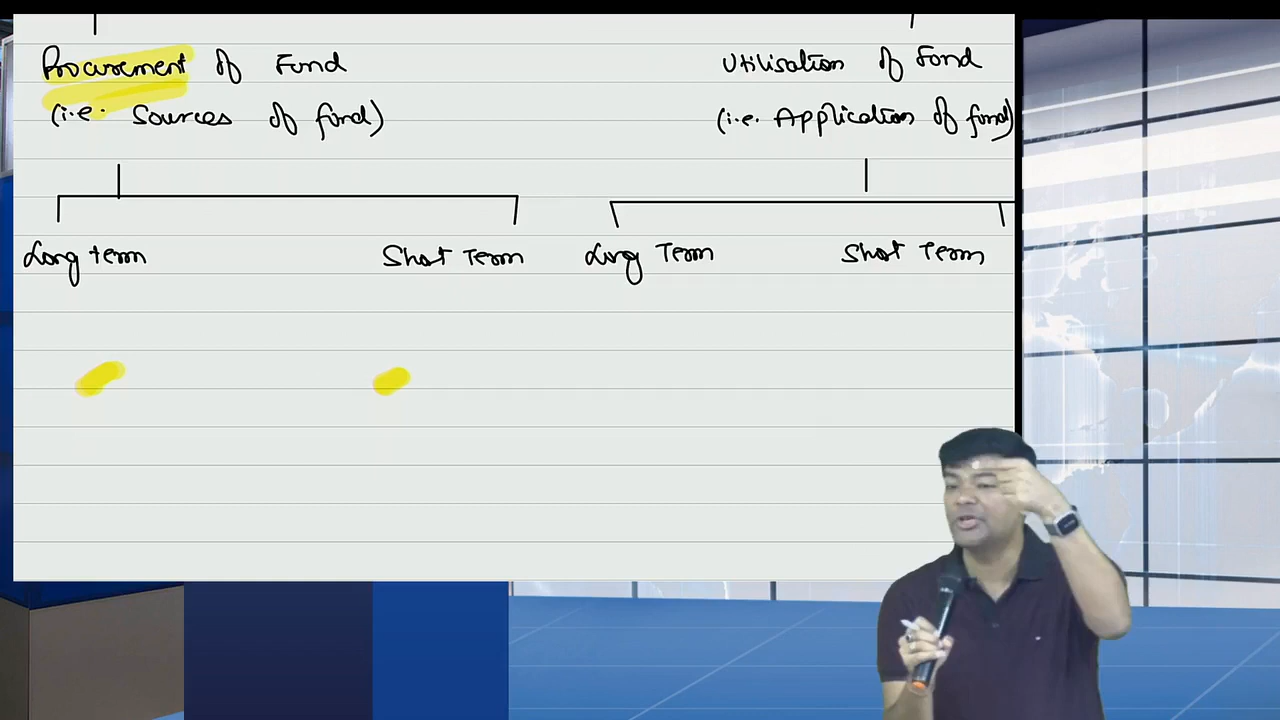 Procurement of Fund
(i.e. Sources of fund)
Long term
Short Term
Utilisation of Fond
(i.e. Application of fund)
Long Term
Short Term